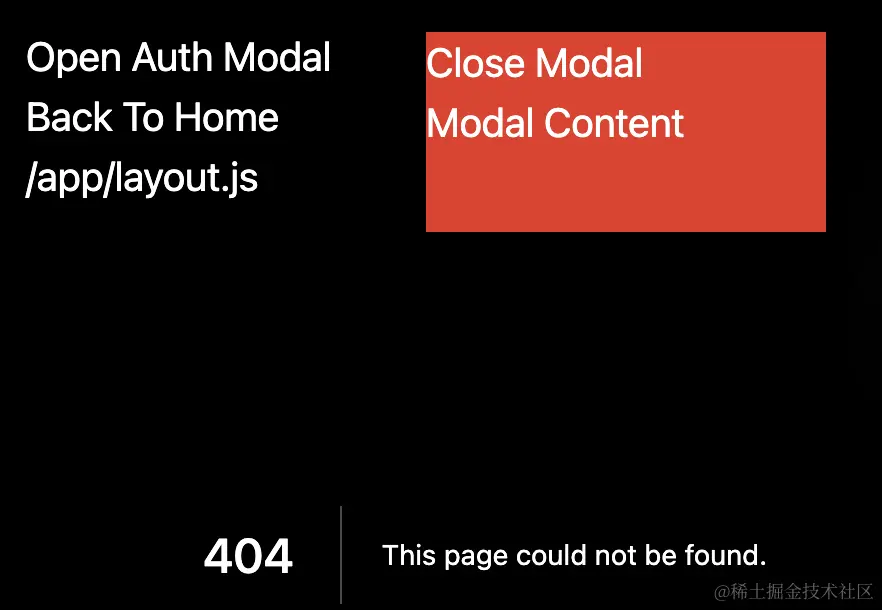 Open Auth Modal
Back To Home
/app/layout.js
Close Modal
Modal Content
404
This page could not be found.
@稀土掘金技术社区